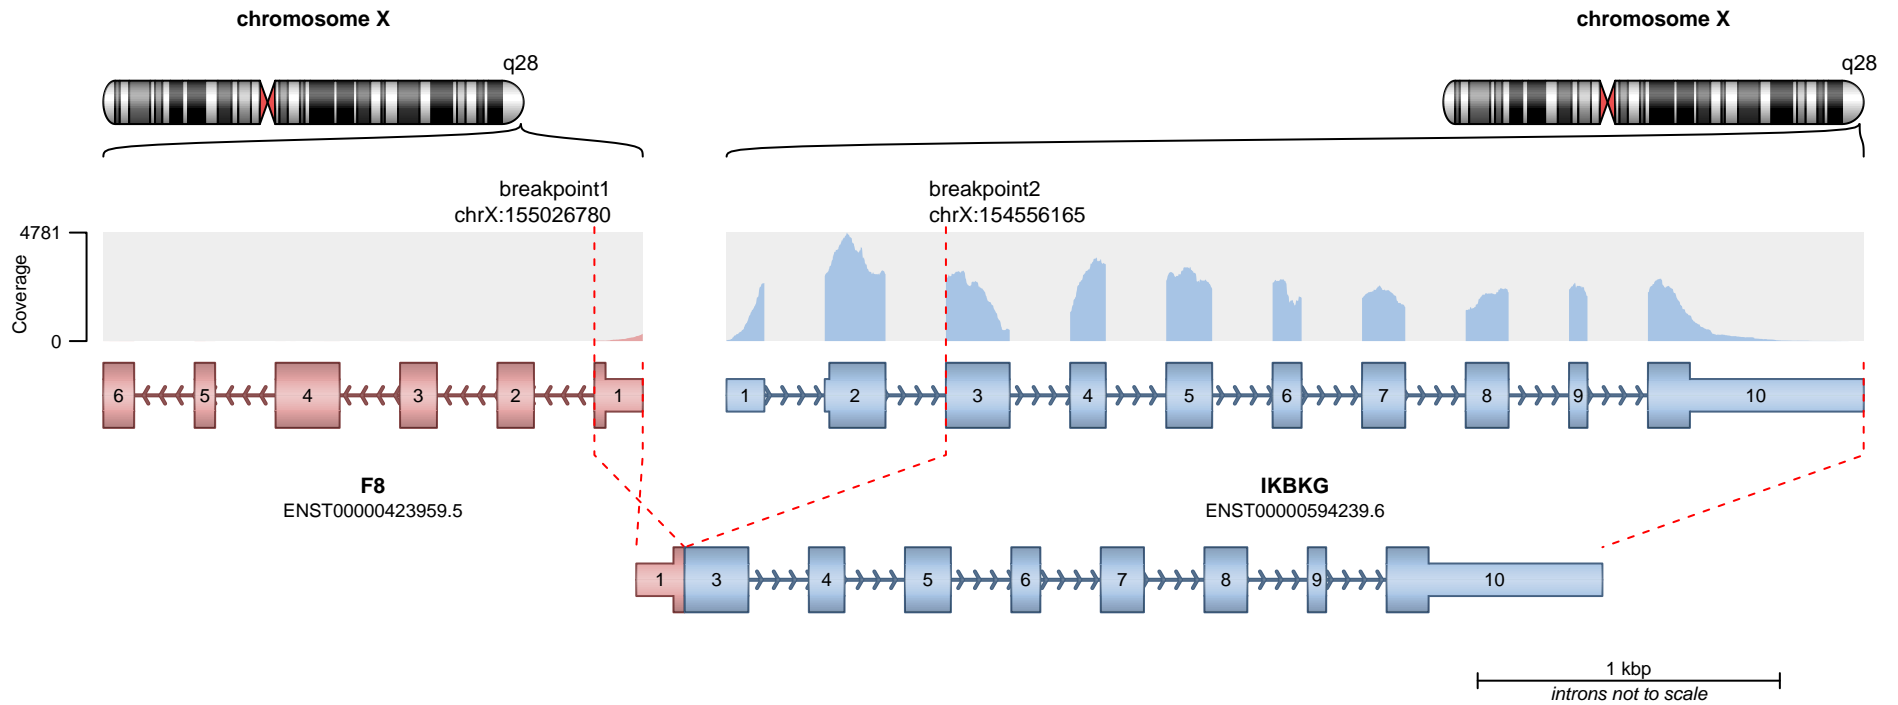 chromosome X
chromosome X
q28
q28
breakpoint1
chrX:155026780
breakpoint2
chrX:154556165
4781
Coverage
0
6 5 4 3 2 1
1 2 3 4 5 6 7 8 9 10
F8
ENST00000423959.5
IKBKG
ENST00000594239.6
1 3 4 5 6 7 8 9 10
1 kbp
introns not to scale